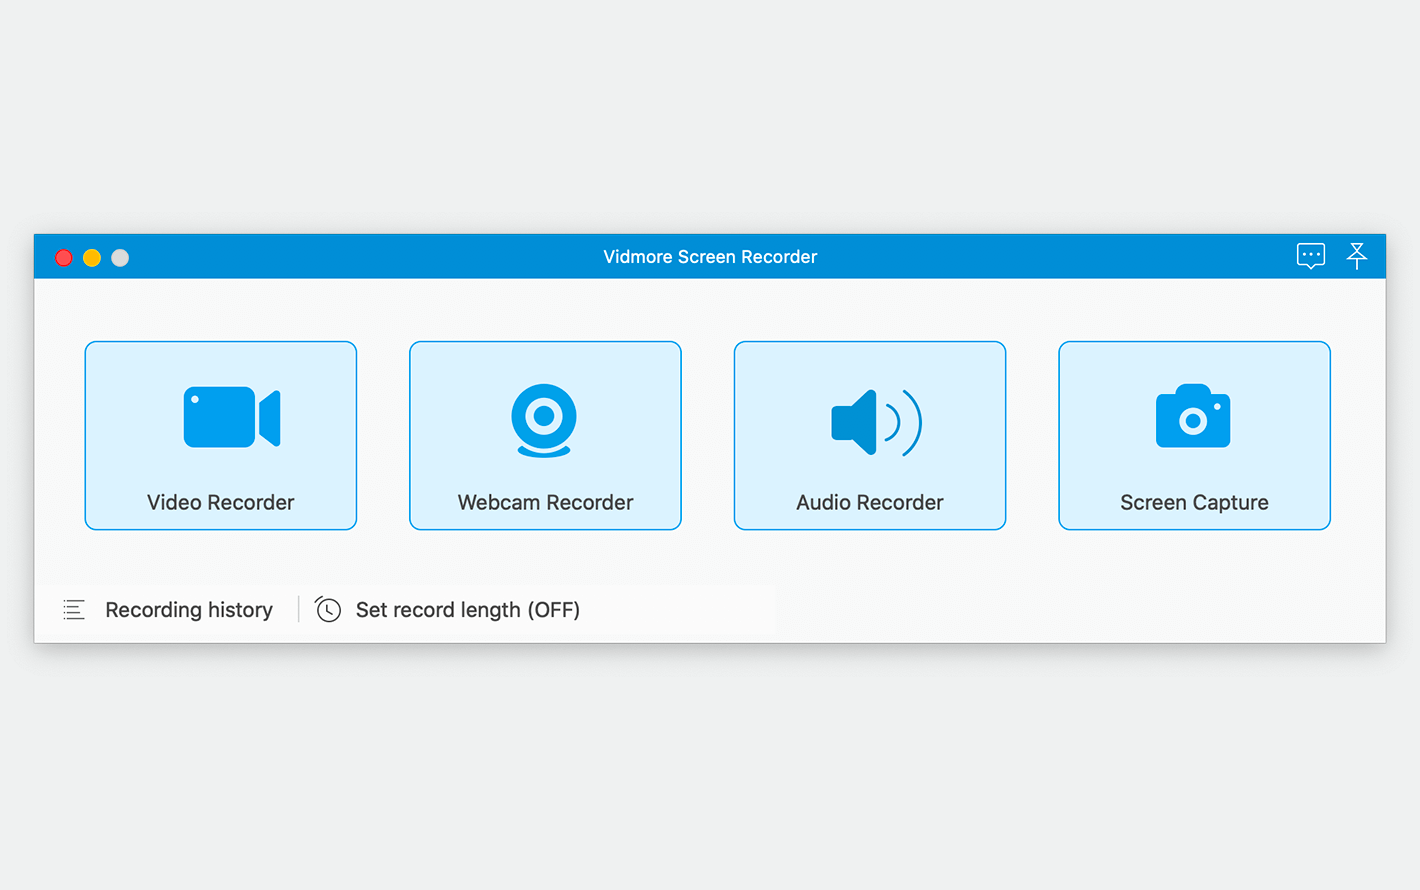 Vidmore Screen Recorder
Video Recorder
Webcam Recorder
Audio Recorder
Screen Capture
Recording history
Set record length (OFF)